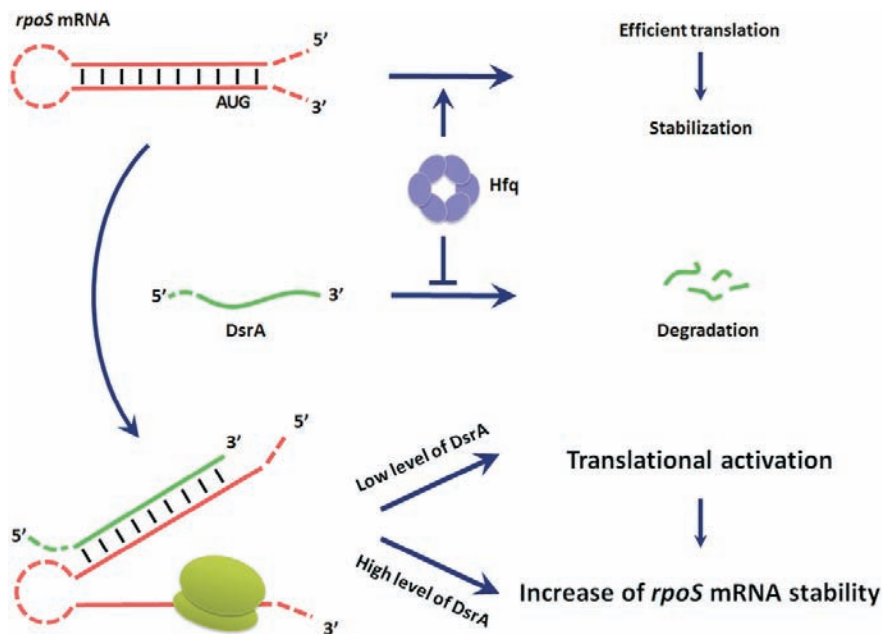 rpoS mRNA
5’
3’
AUG
Efficient translation
Stabilization
Hfq
5’
3’
DsrA
Degradation
5’
3’
5’
3’
Low level of DsrA
High level of DsrA
Translational activation
Increase of rpoS mRNA stability